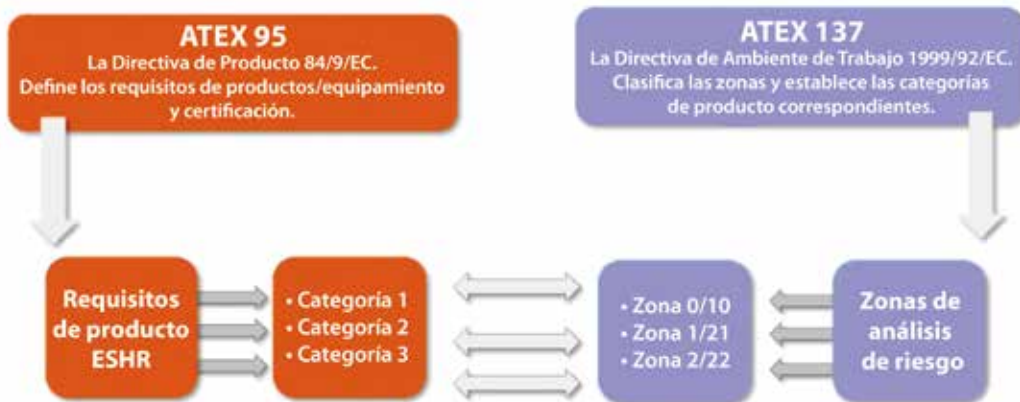 ATEX 95
La Directiva de Producto 84/9/EC.
Define los requisitos de productos/equipamiento
y certificación.
ATEX 137
La Directiva de Ambiente de Trabajo 1999/92/EC.
Clasifica las zonas y establece las categorías
de producto correspondientes.
Requisitos
de producto
ESHR
• Categoría 1
• Categoría 2
• Categoría 3
• Zona 0/10
• Zona 1/21
• Zona 2/22
Zonas de
análisis
de riesgo